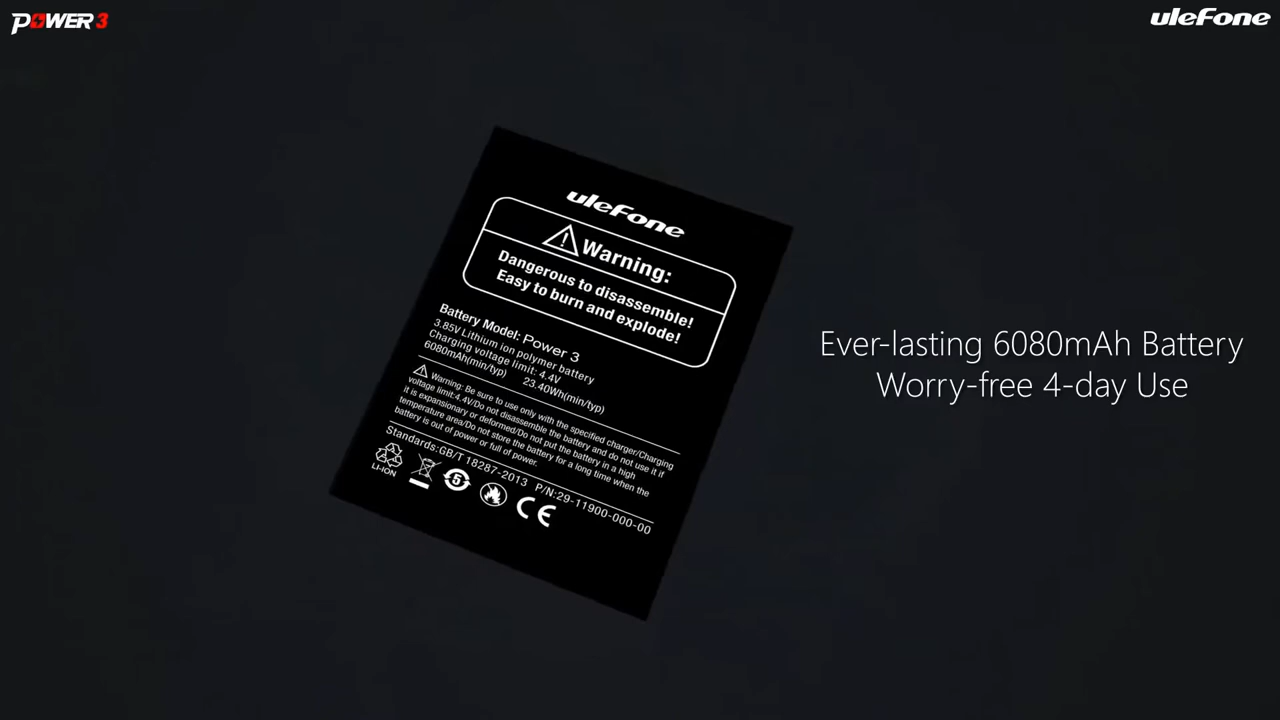 POWER 3
uleFone
uleFone
Warning:
Dangerous to disassemble!
Easy to burn and explode!
Battery Model: Power 3
3.85V Lithium ion polymer battery
Charging voltage limit: 4.4V
6080mAh(min/typ) 23.40Wh(min/typ)
Warning: Be sure to use only with the specified charger/Charging
voltage limit:4.4V/Do not disassemble the battery and do not use it if
it is expansionary or deformed/Do not put the battery in a high
temperature area/Do not store the battery for a long time when the
battery is out of power or full of power.
Standards:GB/T 18287-2013 P/N:29-11900-000-00
LI-ION
5
CE
Ever-lasting 6080mAh Battery
Worry-free 4-day Use